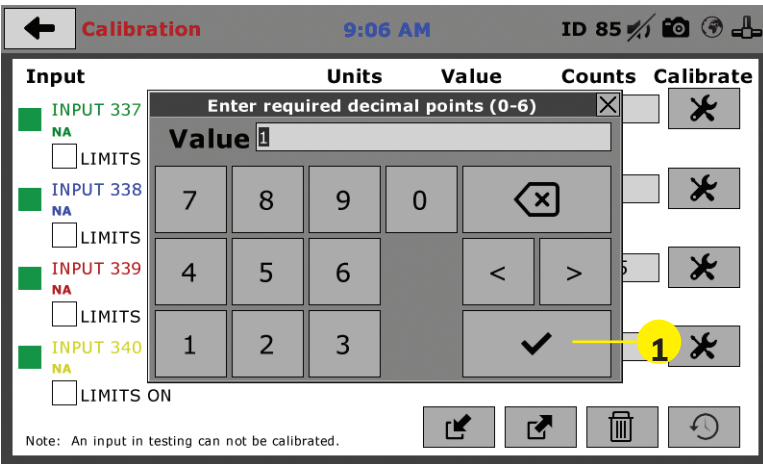 Calibration 9:06 AM ID 85
Input Units Value Counts Calibrate
Enter required decimal points (0-6)
Value 1
INPUT 337
NA
LIMITS
INPUT 338
NA
LIMITS
INPUT 339
NA
LIMITS
INPUT 340
NA
LIMITS ON
7 8 9 0
4 5 6 < >
1 2 3
1
Note: An input in testing can not be calibrated.